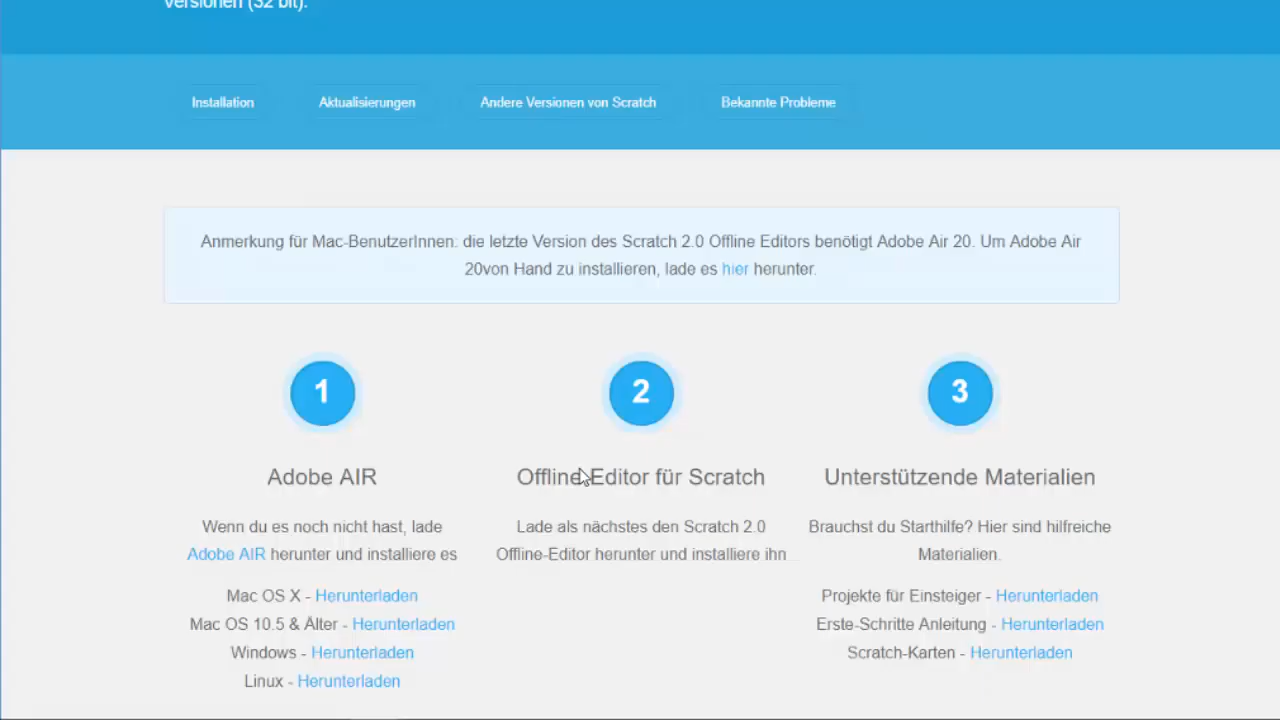 Versionen (32 bit).
Installation
Aktualisierungen
Andere Versionen von Scratch
Bekannte Probleme
Anmerkung für Mac-BenutzerInnen: die letzte Version des Scratch 2.0 Offline Editors benötigt Adobe Air 20. Um Adobe Air
20von Hand zu installieren, lade es hier herunter.
1
2
3
Adobe AIR
Offline-Editor für Scratch
Unterstützende Materialien
Wenn du es noch nicht hast, lade
Adobe AIR herunter und installiere es
Lade als nächstes den Scratch 2.0
Offline-Editor herunter und installiere ihn
Brauchst du Starthilfe? Hier sind hilfreiche
Materialien.
Mac OS X - Herunterladen
Mac OS 10.5 & Älter - Herunterladen
Windows - Herunterladen
Linux - Herunterladen
Projekte für Einsteiger - Herunterladen
Erste-Schritte Anleitung - Herunterladen
Scratch-Karten - Herunterladen